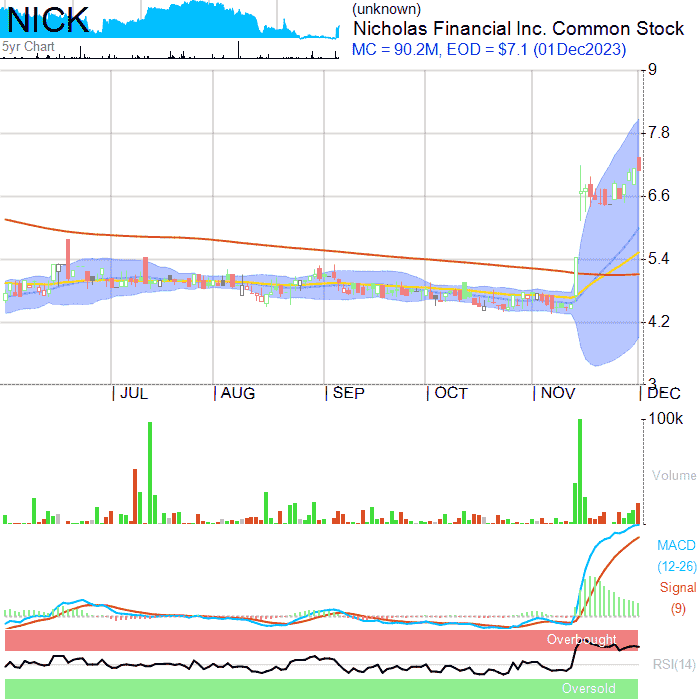 NICK
5yr Chart
(unknown)
Nicholas Financial Inc. Common Stock
MC = 90.2M, EOD = $7.1 (01Dec2023)
9
7.8
6.6
5.4
4.2
3
JUL AUG SEP OCT NOV DEC
100k
Volume
MACD
(12-26)
Signal
(9)
Overbought
RSI(14)
Oversold